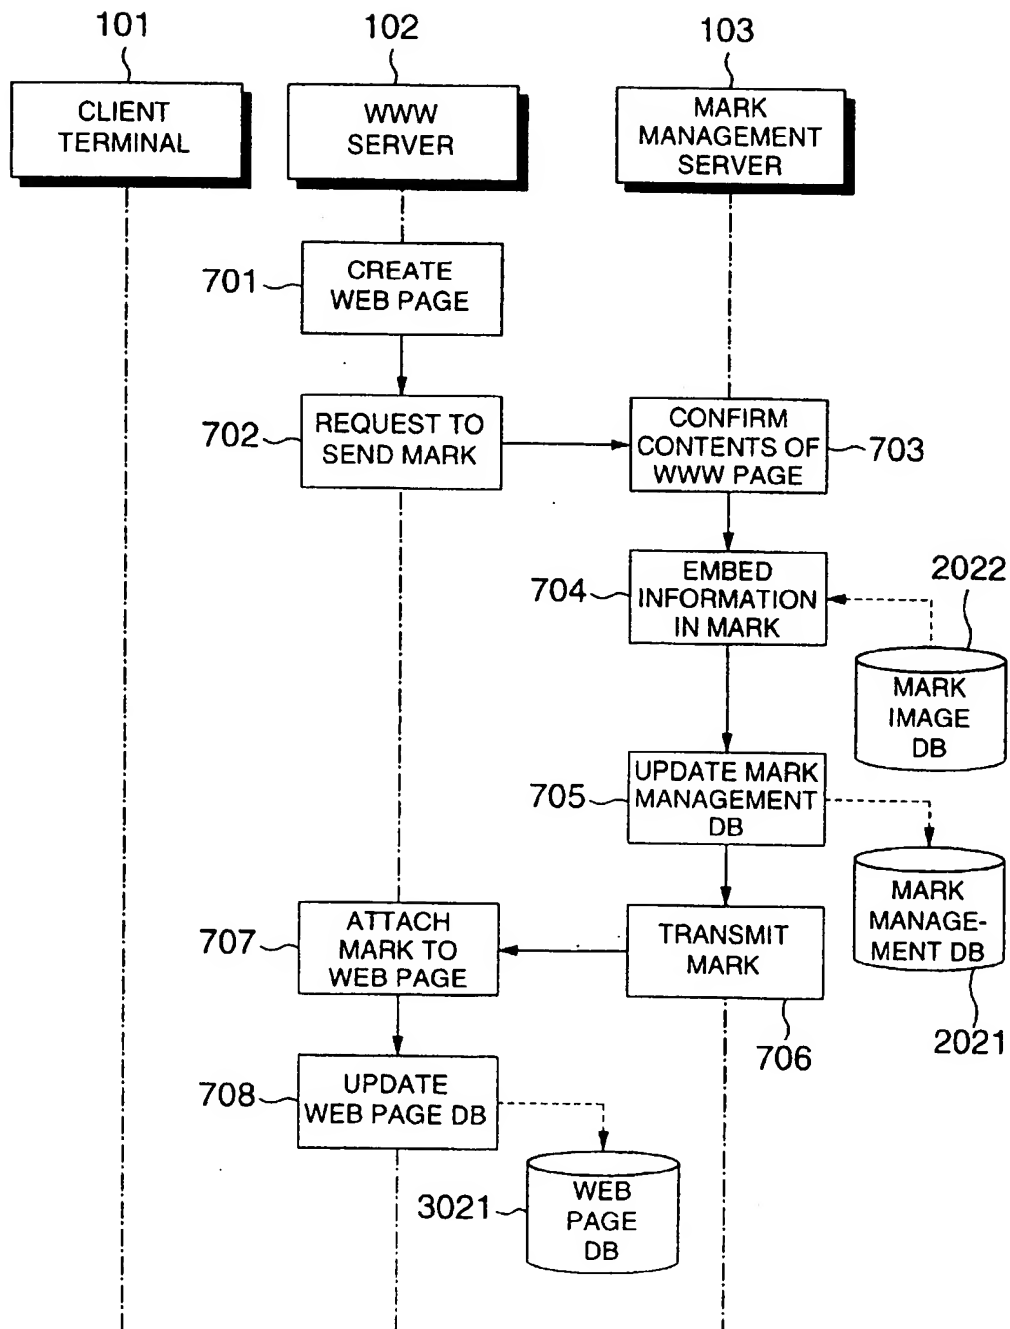 101
102
103
CLIENT
TERMINAL
WWW
SERVER
MARK
MANAGEMENT
SERVER
701
CREATE
WEB PAGE
702
REQUEST TO
SEND MARK
CONFIRM
CONTENTS OF
WWW PAGE
703
704
EMBED
INFORMATION
IN MARK
2022
MARK
IMAGE
DB
705
UPDATE MARK
MANAGEMENT
DB
MARK
MANAGE-
MENT DB
2021
707
ATTACH
MARK TO
WEB PAGE
TRANSMIT
MARK
706
708
UPDATE
WEB PAGE DB
3021
WEB
PAGE
DB